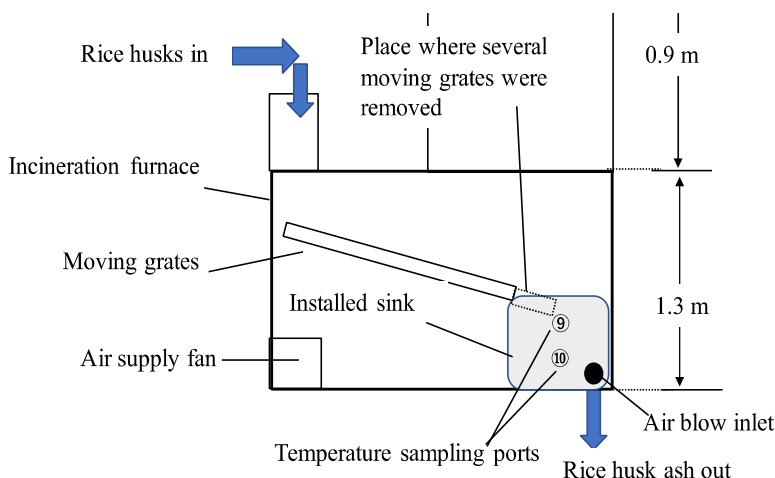 Rice husks in
Place where several
moving grates were
removed
0.9 m
Incineration furnace
Moving grates
Installed sink
1.3 m
⑨
Air supply fan
⑩
Air blow inlet
Temperature sampling ports
Rice husk ash out